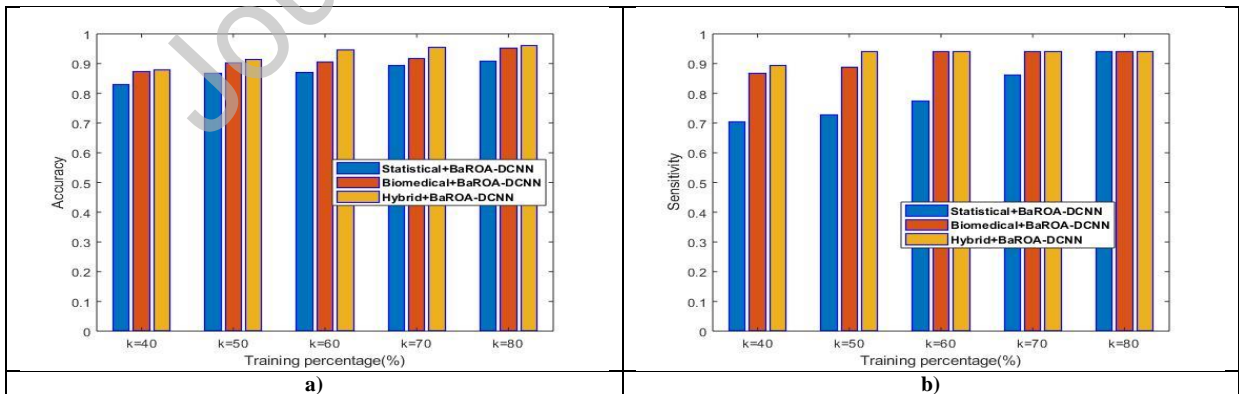 Jou
1
0.9
0.8
0.7
0.6
0.5
0.4
0.3
0.2
0.1
0
Accuracy
Statistical+BaROA-DCNN
Biomedical+BaROA-DCNN
Hybrid+BaROA-DCNN
k=40 k=50 k=60 k=70 k=80
Training percentage(%)
a)
1
0.9
0.8
0.7
0.6
0.5
0.4
0.3
0.2
0.1
0
Sensitivity
Statistical+BaROA-DCNN
Biomedical+BaROA-DCNN
Hybrid+BaROA-DCNN
k=40 k=50 k=60 k=70 k=80
Training percentage(%)
b)